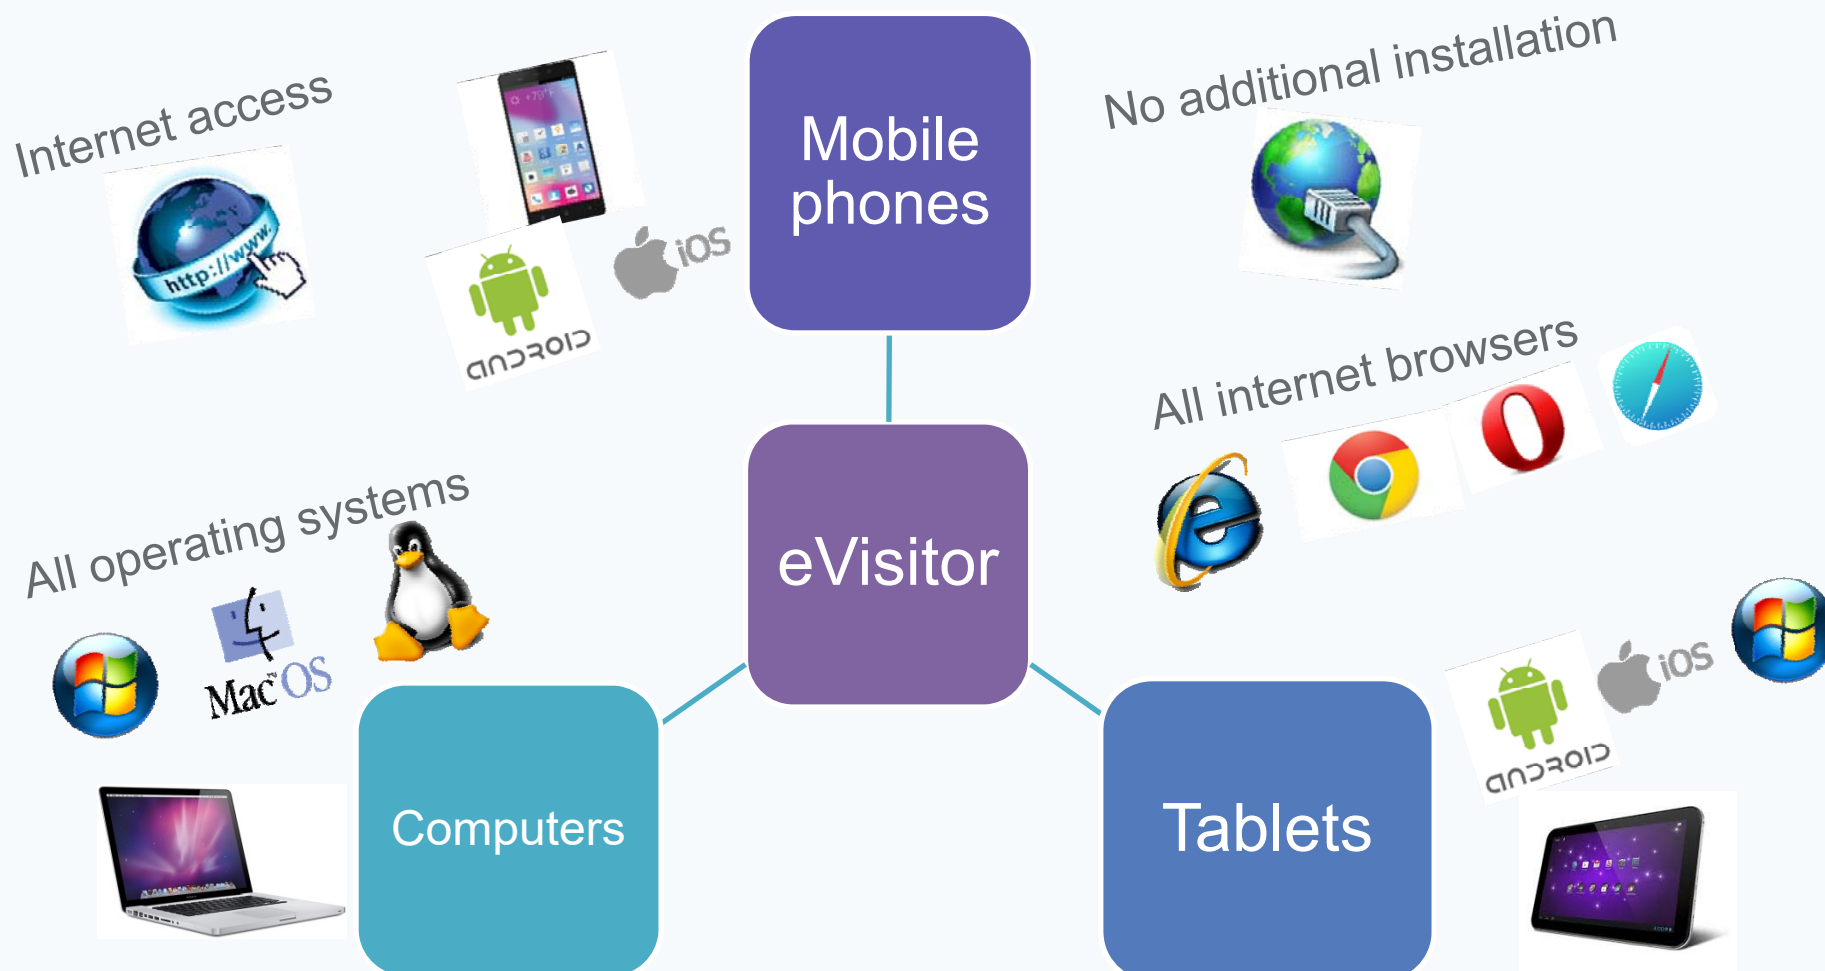 Internet access
http://www.
+79°
ANDROID
iOS
Mobile
phones
No additional installation
All internet browsers
e
All operating systems
Mac OS
eVisitor
Computers
Tablets
ANDROID
iOS